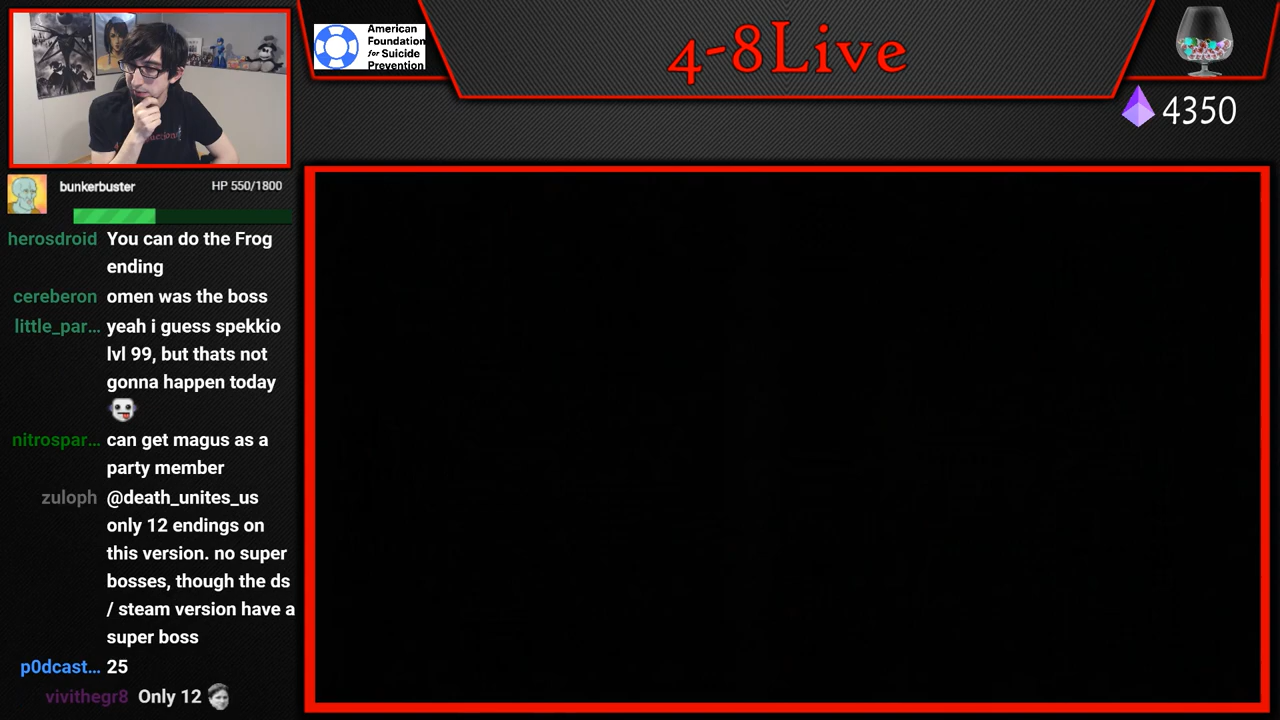 American
Foundation
for Suicide
Prevention
4-8Live
4350
bunkerbuster HP 550/1800
herosdroid You can do the Frog
ending
cereberon omen was the boss
little_par... yeah i guess spekkio
lvl 99, but thats not
gonna happen today
nitrospar... can get magus as a
party member
zuloph @death_unites_us
only 12 endings on
this version. no super
bosses, though the ds
/ steam version have a
super boss
p0dcast... 25
vivithegr8 Only 12